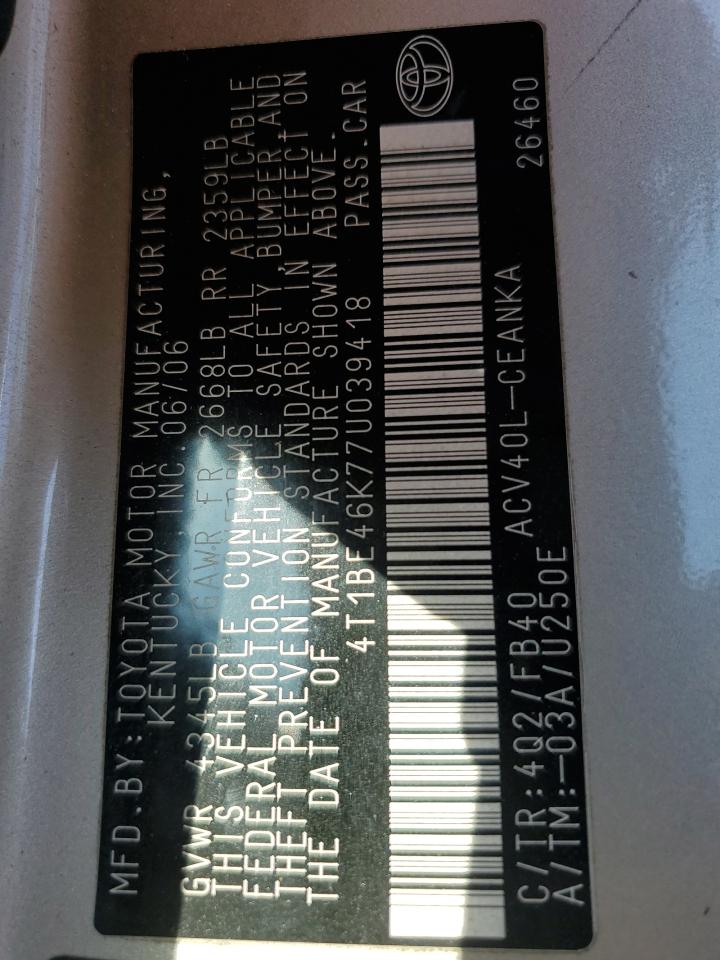 MFD.BY:TOYOTA MOTOR MANUFACTURING,
KENTUCKY,INC.06/06
GVWR 4345LB GAWR FR 2668LB RR 2359LB
THIS VEHICLE CONFORMS TO ALL APPLICABLE
FEDERAL MOTOR VEHICLE SAFETY,BUMPER,AND
THEFT PREVENTION STANDARDS IN EFFECT ON
THE DATE OF MANUFACTURE SHOWN ABOVE.
4T1BE46K77U039418 PASS.CAR
C/TR:4Q2/FB40 ACV40L-CEANKA 26460
A/TM:-03A/U250E